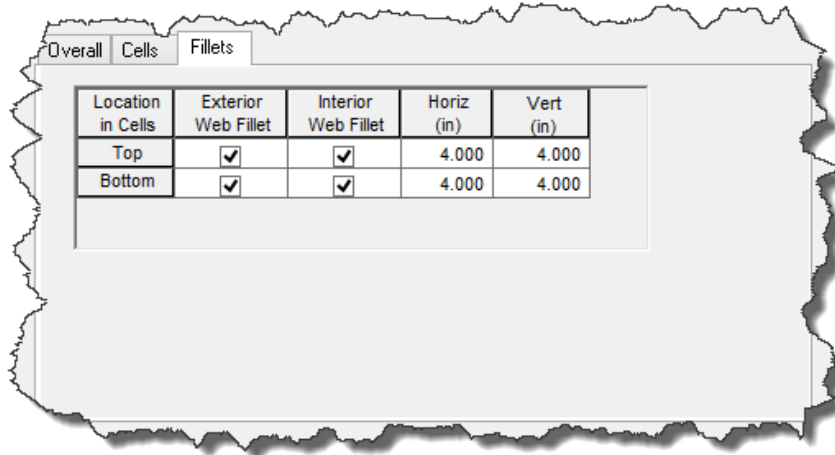 Overall Cells Fillets
Location in Cells Exterior Web Fillet Interior Web Fillet Horiz (in) Vert (in)
Top 4.000 4.000
Bottom 4.000 4.000